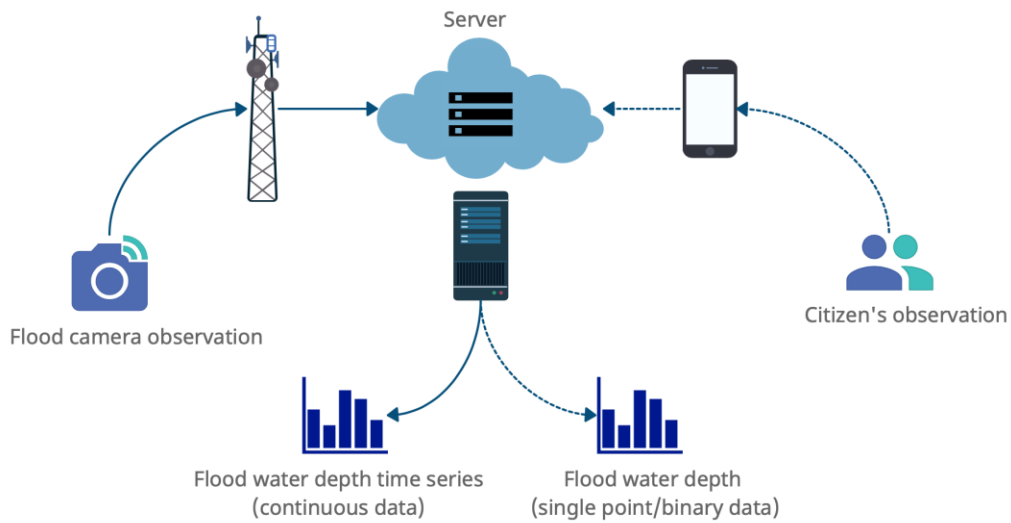 Server
Flood camera observation
Citizen's observation
Flood water depth time series
(continuous data)
Flood water depth
(single point/binary data)